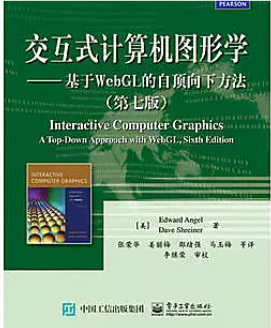 PEARSON
交互式计算机图形学
——基于WebGL的自顶向下方法
（第七版）
Interactive Computer Graphics
A Top-Down Approach with WebGL, Sixth Edition
INTERACTIVE
COMPUTER GRAPHICS
[美] Edward Angel
Dave Shreiner 著
张荣华 姜丽梅 邵绪强 马玉梅 等译
李继荣 审校
中国工信出版集团 电子工业出版社